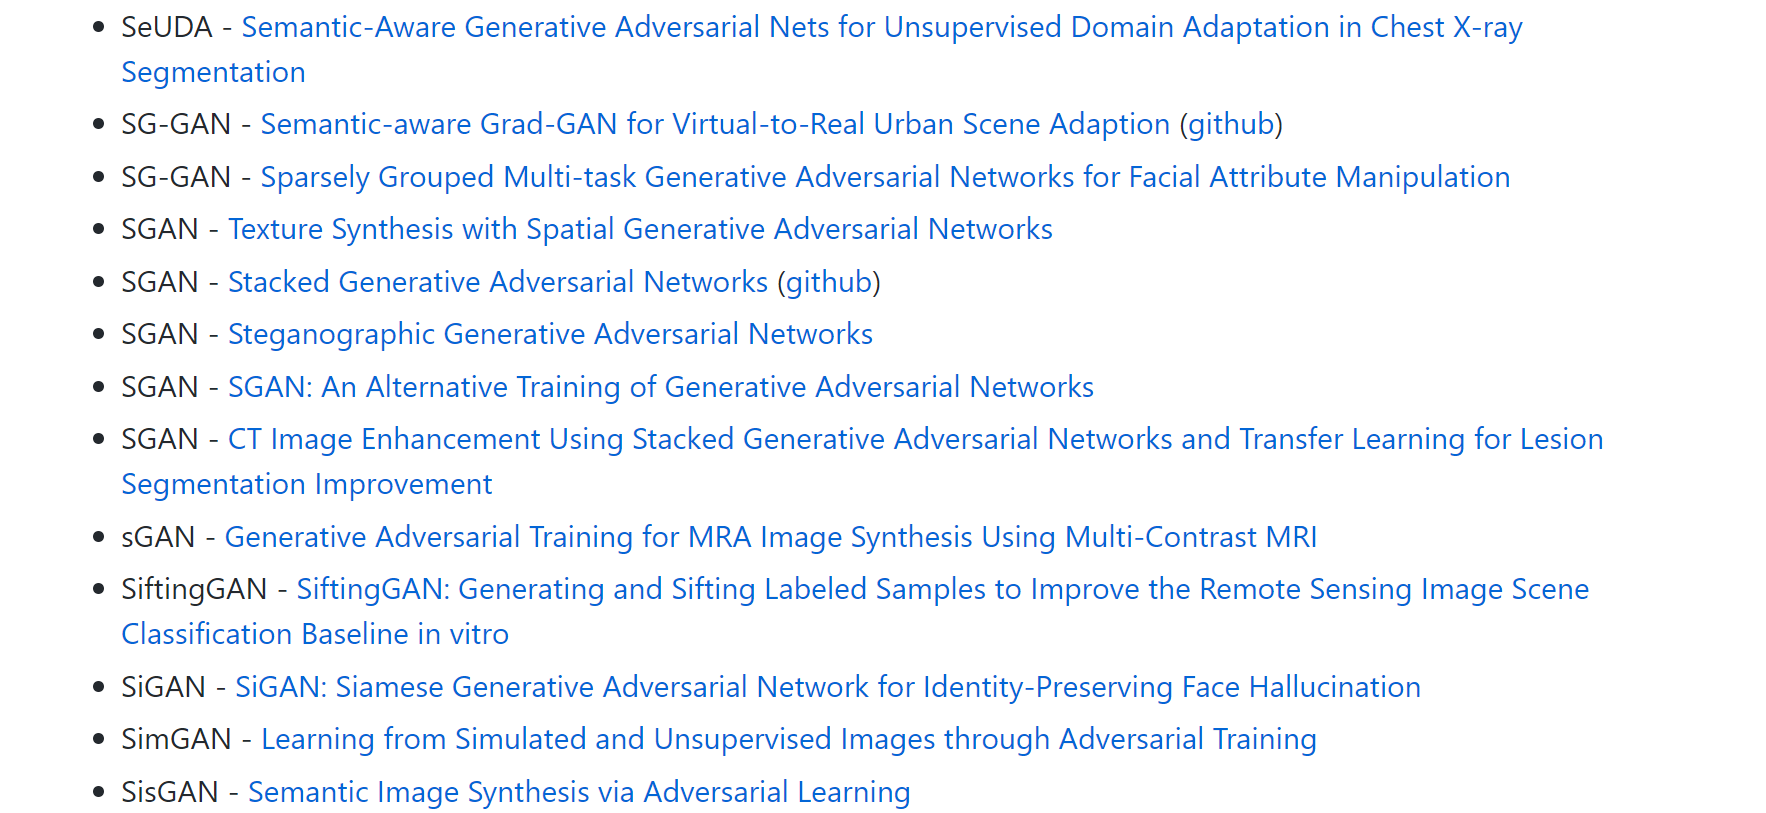 SeUDA - Semantic-Aware Generative Adversarial Nets for Unsupervised Domain Adaptation in Chest X-ray
Segmentation
SG-GAN - Semantic-aware Grad-GAN for Virtual-to-Real Urban Scene Adaption (github)
SG-GAN - Sparsely Grouped Multi-task Generative Adversarial Networks for Facial Attribute Manipulation
SGAN - Texture Synthesis with Spatial Generative Adversarial Networks
SGAN - Stacked Generative Adversarial Networks (github)
SGAN - Steganographic Generative Adversarial Networks
SGAN - SGAN: An Alternative Training of Generative Adversarial Networks
SGAN - CT Image Enhancement Using Stacked Generative Adversarial Networks and Transfer Learning for Lesion
Segmentation Improvement
sGAN - Generative Adversarial Training for MRA Image Synthesis Using Multi-Contrast MRI
SiftingGAN - SiftingGAN: Generating and Sifting Labeled Samples to Improve the Remote Sensing Image Scene
Classification Baseline in vitro
SiGAN - SiGAN: Siamese Generative Adversarial Network for Identity-Preserving Face Hallucination
SimGAN - Learning from Simulated and Unsupervised Images through Adversarial Training
SisGAN - Semantic Image Synthesis via Adversarial Learning